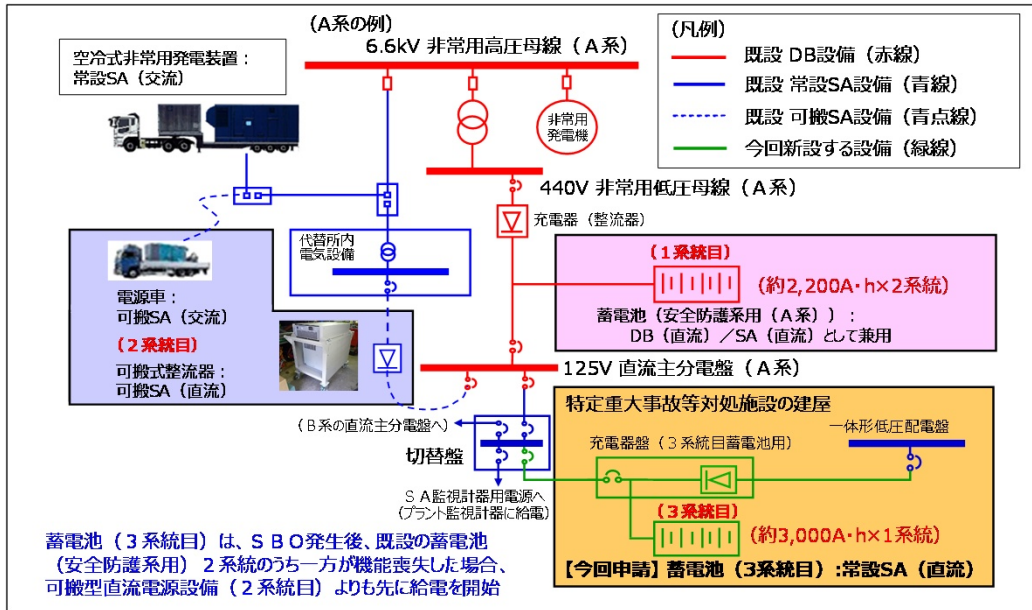 (A系の例)
6.6kV 非常用高圧母線（A系）
空冷式非常用発電装置：
常設SA（交流）
（凡例）
既設 DB設備（赤線）
既設 常設SA設備（青線）
既設 可搬SA設備（青点線）
今回新設する設備（緑線）
非常用
発電機
440V 非常用低圧母線（A系）
充電器（整流器）
代替所内
電気設備
電源車：
可搬SA（交流）
（2系統目）
可搬式整流器：
可搬SA（直流）
（1系統目）
（約2,200A･h×2系統）
蓄電池（安全防護系用（A系））：
DB（直流）／SA（直流）として兼用
125V 直流主分電盤（A系）
（B系の直流主分電盤へ）
切替盤
ＳＡ監視計器用電源へ
（プラント監視計器に給電）
特定重大事故等対処施設の建屋
一体形低圧配電盤
充電器盤（３系統目蓄電池用）
（3系統目）
（約3,000A･h×1系統）
【今回申請】蓄電池（3系統目）：常設SA（直流）
蓄電池（３系統目）は、ＳＢＯ発生後、既設の蓄電池
（安全防護系用）２系統のうち一方が機能喪失した場合、
可搬型直流電源設備（２系統目）よりも先に給電を開始